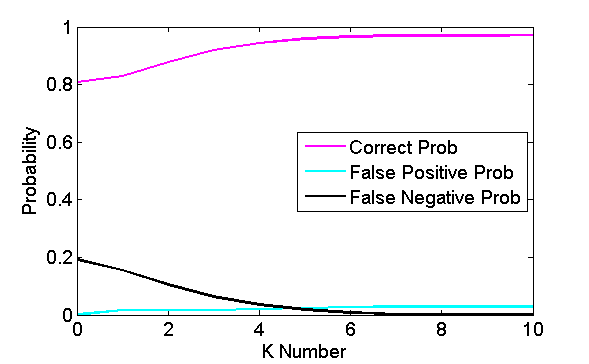 1
0.8
0.6
0.4
0.2
0
Probability
Correct Prob
False Positive Prob
False Negative Prob
0 2 4 6 8 10
K Number